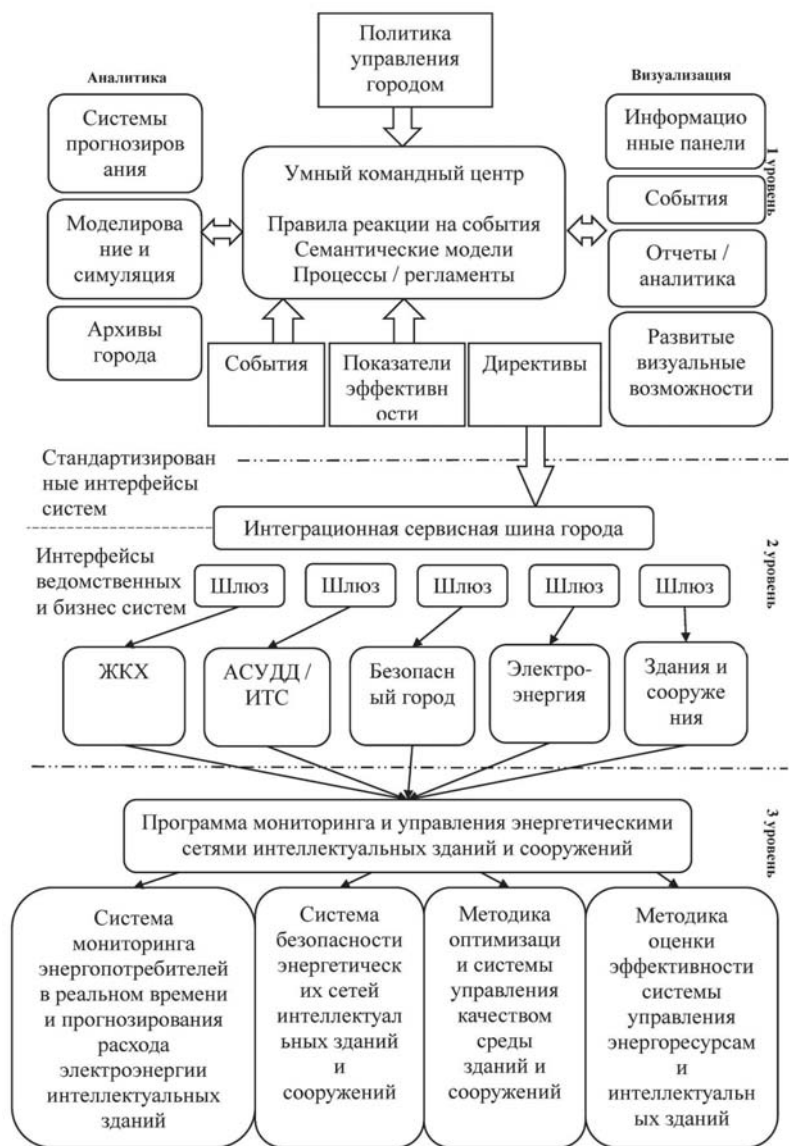 Политика
управления
городом
Аналитика
Системы
прогнозиров
ания
Моделирова
ние и
симуляция
Архивы
города
Умный командный центр
Правила реакции на события
Семантические модели
Процессы / регламенты
Визуализация
Информацио
нные панели
События
Отчеты /
аналитика
Развитые
визуальные
возможности
1 уровень
События
Показатели
эффективн
ости
Директивы
Стандартизирован
ные интерфейсы
систем
Интеграционная сервисная шина города
Интерфейсы
ведомственных
и бизнес систем
Шлюз
Шлюз
Шлюз
Шлюз
Шлюз
2 уровень
ЖКХ
АСУДД /
ИТС
Безопасн
ый город
Электро-
энергия
Здания и
сооруже
ния
Программа мониторинга и управления энергетическими
сетями интеллектуальных зданий и сооружений
3 уровень
Система
мониторинга
энергопотребителей
в реальном времени
и прогнозирования
расхода
электроэнергии
интеллектуальных
зданий
Система
безопасности
энергетическ
их сетей
интеллектуа
льных зданий
и
сооружений
Методика
оптимизаци
и системы
управления
качеством
среды
зданий и
сооружений
Методика
оценки
эффективности
системы
управления
энергоресурсам
и
интеллектуальн
ых зданий